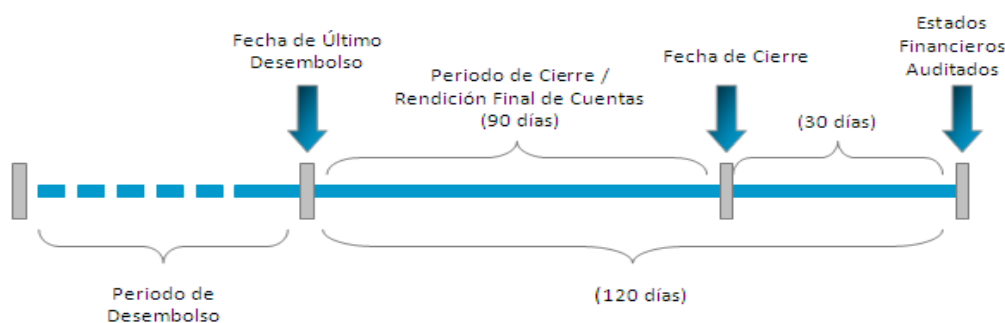 Fecha de Último
Desembolso
Periodo de Cierre /
Rendición Final de Cuentas
(90 días)
Fecha de Cierre
(30 días)
Estados
Financieros
Auditados
Periodo de
Desembolso
(120 días)